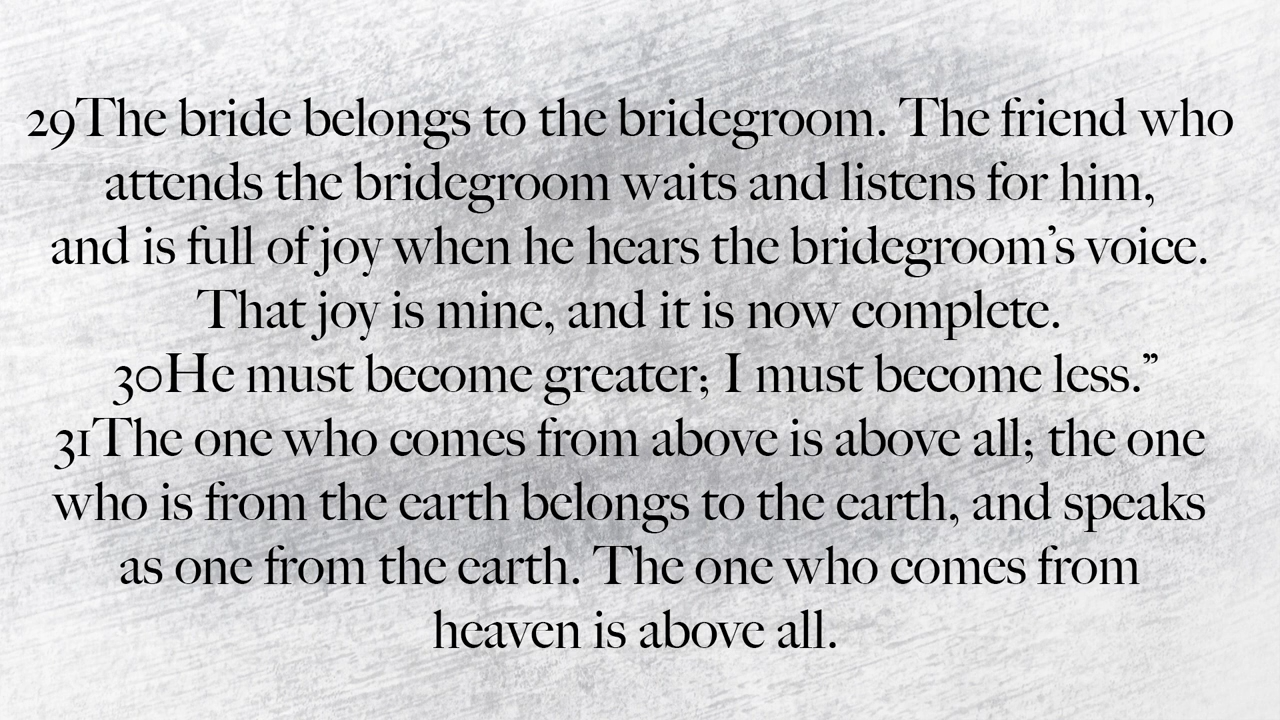 29The bride belongs to the bridegroom. The friend who
attends the bridegroom waits and listens for him,
and is full of joy when he hears the bridegroom’s voice.
That joy is mine, and it is now complete.
30He must become greater; I must become less.”
31The one who comes from above is above all; the one
who is from the earth belongs to the earth, and speaks
as one from the earth. The one who comes from
heaven is above all.